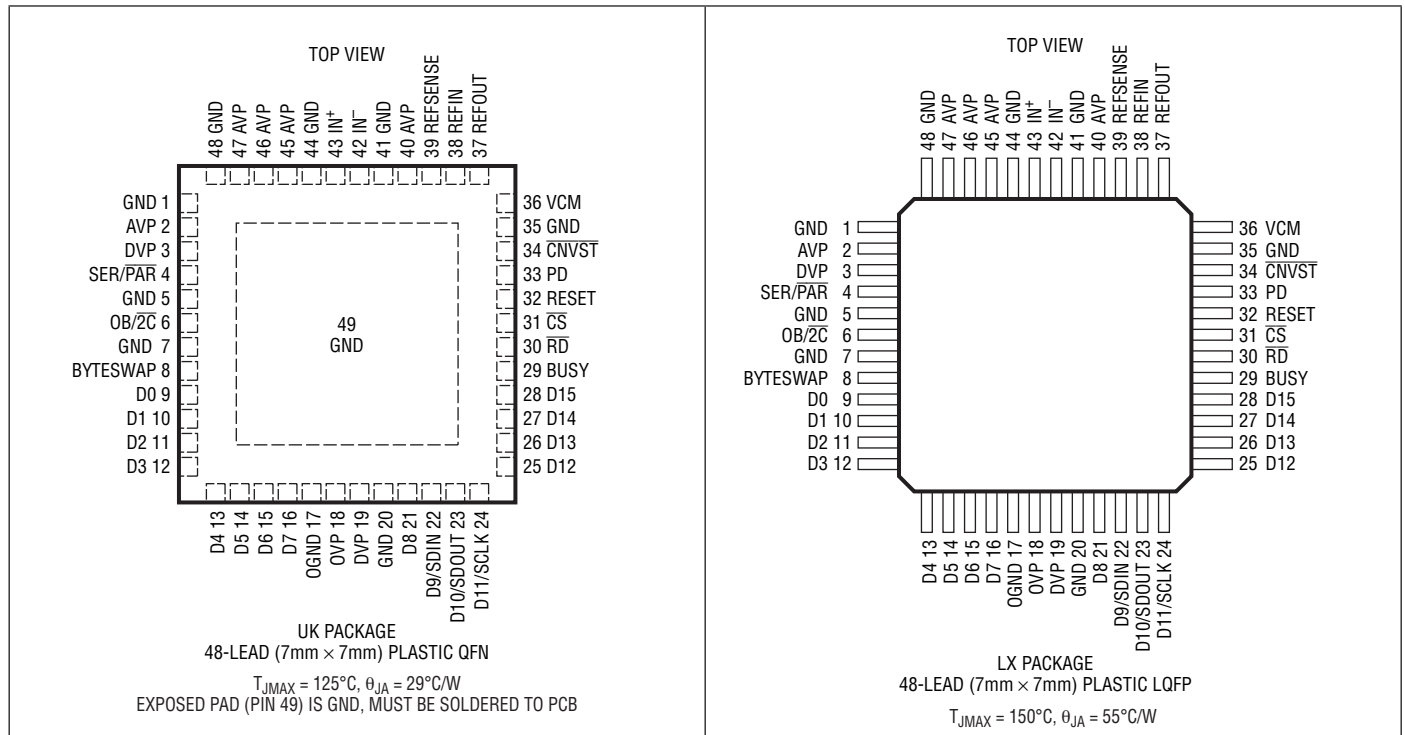 TOP VIEW
48 GND
47 AVP
46 AVP
45 AVP
44 GND
43 IN⁺
42 IN⁻
41 GND
40 AVP
39 REFSENSE
38 REFIN
37 REFOUT
GND 1
AVP 2
DVP 3
SER/P̅A̅R̅ 4
GND 5
OB/2̅C̅ 6
GND 7
BYTESWAP 8
D0 9
D1 10
D2 11
D3 12
49
GND
36 VCM
35 GND
34 C̅N̅V̅S̅T̅
33 PD
32 RESET
31 C̅S̅
30 R̅D̅
29 BUSY
28 D15
27 D14
26 D13
25 D12
D4 13
D5 14
D6 15
D7 16
OGND 17
OVP 18
DVP 19
GND 20
D8 21
D9/SDIN 22
D10/SDOUT 23
D11/SCLK 24
UK PACKAGE
48-LEAD (7mm × 7mm) PLASTIC QFN
TJMAX = 125°C, θJA = 29°C/W
EXPOSED PAD (PIN 49) IS GND, MUST BE SOLDERED TO PCB
TOP VIEW
48 GND
47 AVP
46 AVP
45 AVP
44 GND
43 IN⁺
42 IN⁻
41 GND
40 AVP
39 REFSENSE
38 REFIN
37 REFOUT
GND 1
AVP 2
DVP 3
SER/P̅A̅R̅ 4
GND 5
OB/2̅C̅ 6
GND 7
BYTESWAP 8
D0 9
D1 10
D2 11
D3 12
36 VCM
35 GND
34 C̅N̅V̅S̅T̅
33 PD
32 RESET
31 C̅S̅
30 R̅D̅
29 BUSY
28 D15
27 D14
26 D13
25 D12
D4 13
D5 14
D6 15
D7 16
OGND 17
OVP 18
DVP 19
GND 20
D8 21
D9/SDIN 22
D10/SDOUT 23
D11/SCLK 24
LX PACKAGE
48-LEAD (7mm × 7mm) PLASTIC LQFP
TJMAX = 150°C, θJA = 55°C/W